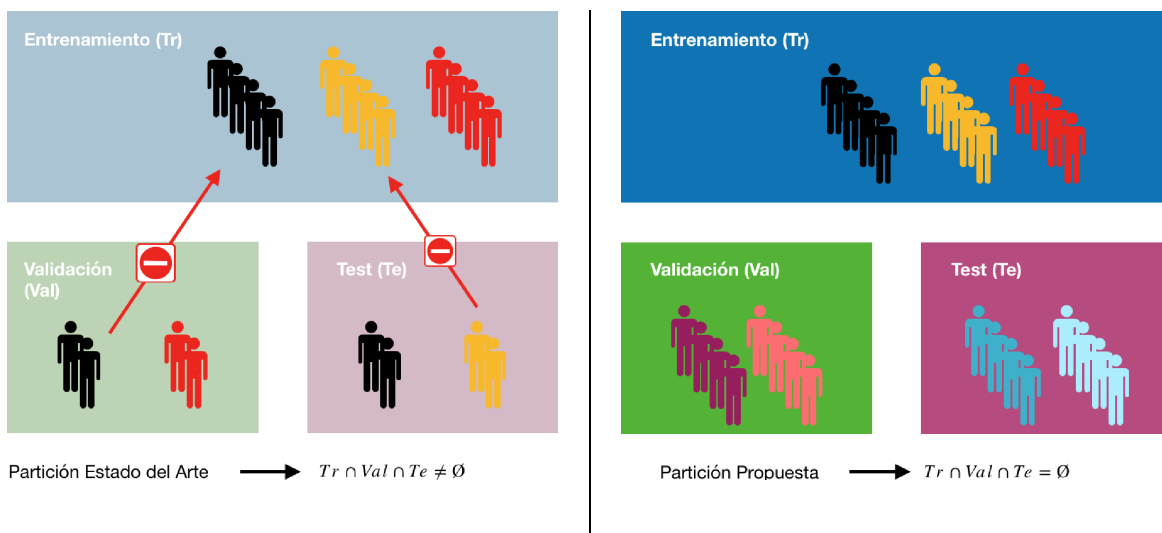 Entrenamiento (Tr)
Validación
(Val)
Test (Te)
Partición Estado del Arte
Tr ∩ Val ∩ Te ≠ Ø
Entrenamiento (Tr)
Validación (Val)
Test (Te)
Partición Propuesta
Tr ∩ Val ∩ Te = Ø